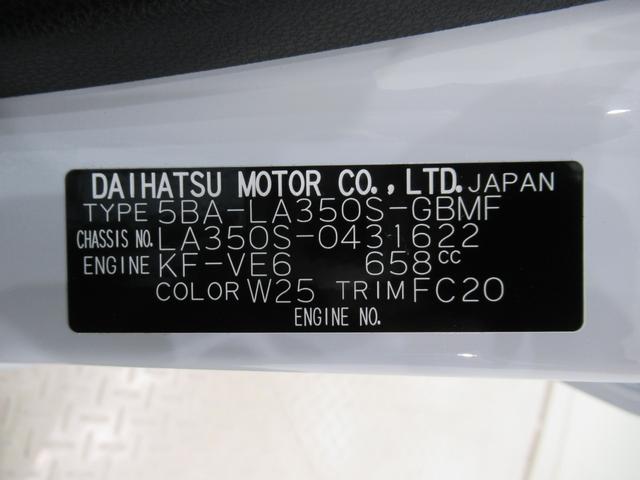 DAIHATSU MOTOR CO., LTD. JAPAN
TYPE 5BA-LA350S-GBMF
CHASSIS NO. LA350S-0431622
ENGINE KF-VE6 658cc
COLOR W25 TRIM FC20
ENGINE NO.